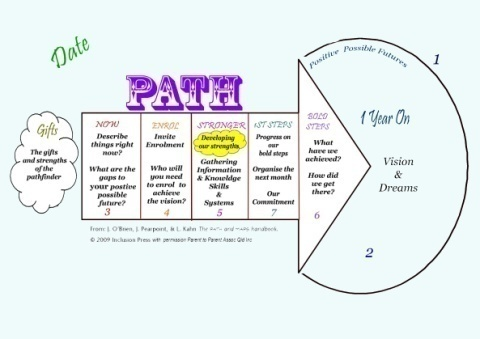 Date
PATH
Positive Possible Futures
1
Gifts
The gifts
and strengths
of the
pathfinder
NOW
Describe
things right
now?
What are the
gaps to your
postive
possible
future?
3
ENROL
Invite
Enrolment
Who will you
need to enrol to
achieve
the vision?
4
STRONGER
Developing
our strengths
Gathering
Information
& Knowldge
Skills
&
Systems
5
1ST STEPS
Progress on
our bold
steps
Organise the
next month
Our
Commitment
7
BOLD
STEPS
What
have we
achieved?
How did
we get
there?
6
1 Year On
Vision
&
Dreams
2
From: J. O'Brien, J. Pearpoint, & L. Kahn The and handbook.
© 2009 Inclusion Press with permission Parent to Parent Assoc Qld Inc